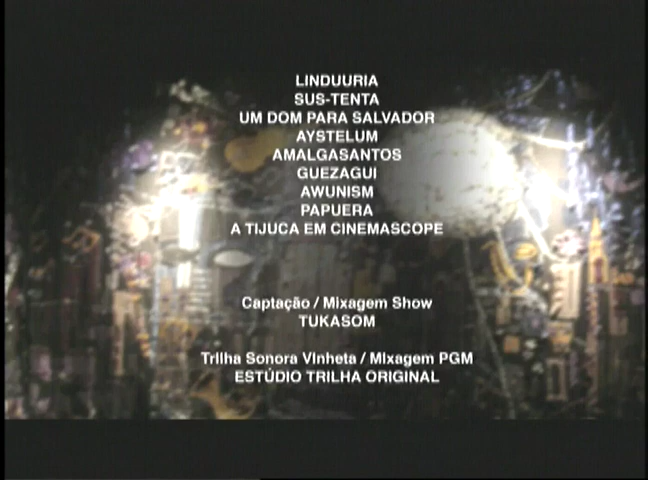 LINDUURIA
SUS-TENTA
UM DOM PARA SALVADOR
AYSTELUM
AMALGASANTOS
GUEZAGUI
AWUNISM
PAPUERA
A TIJUCA EM CINEMASCOPE
Captação / Mixagem Show
TUKASOM
Trilha Sonora VInheta / MIxagem PGM
ESTÚDIO TRILHA ORIGINAL